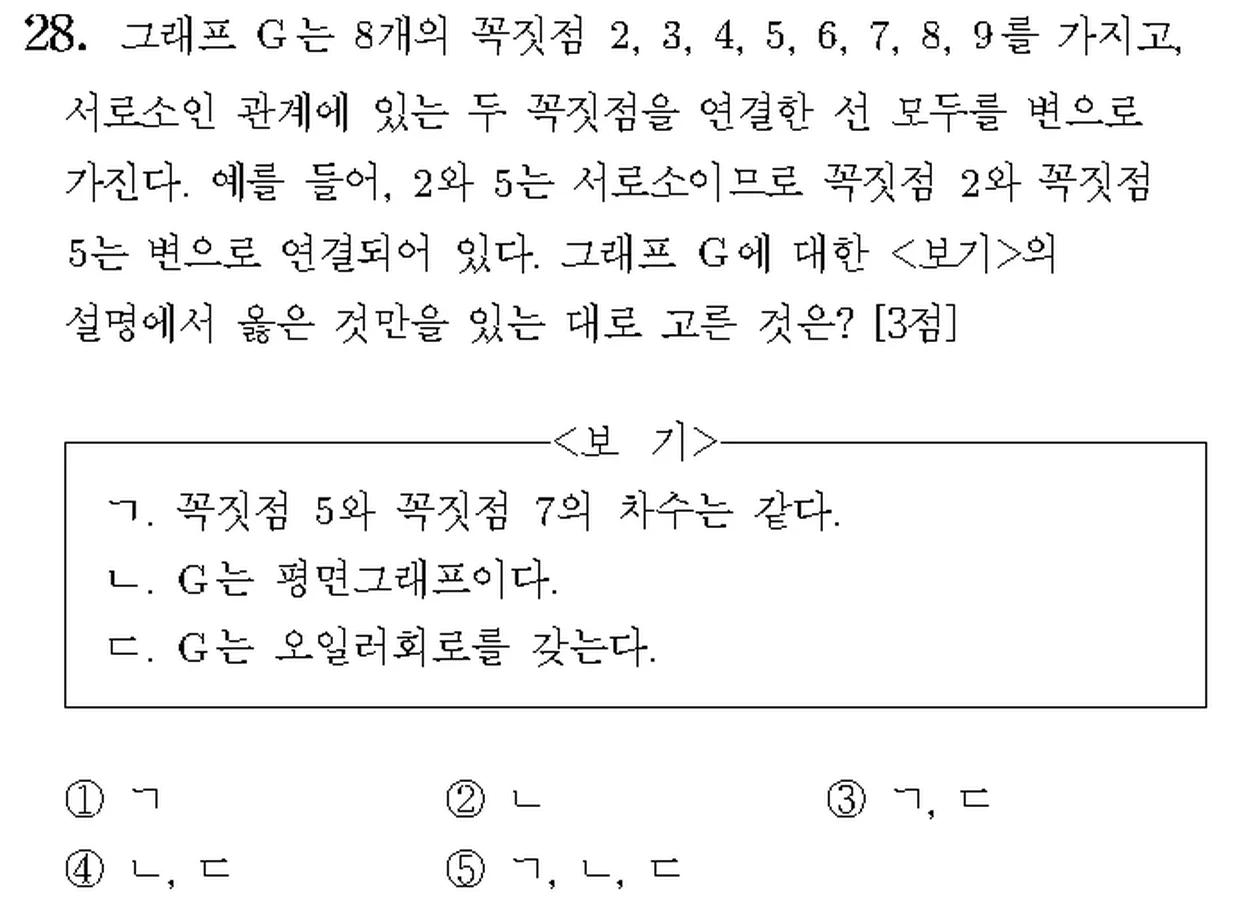 28. 그래프 G는 8개의 꼭짓점 2, 3, 4, 5, 6, 7, 8, 9를 가지고,
서로소인 관계에 있는 두 꼭짓점을 연결한 선 모두를 변으로
가진다. 예를 들어, 2와 5는 서로소이므로 꼭짓점 2와 꼭짓점
5는 변으로 연결되어 있다. 그래프 G에 대한 <보기>의
설명에서 옳은 것만을 있는 대로 고른 것은? [3점]
<보 기>
ㄱ. 꼭짓점 5와 꼭짓점 7의 차수는 같다.
ㄴ. G는 평면그래프이다.
ㄷ. G는 오일러회로를 갖는다.
① ㄱ ② ㄴ ③ ㄱ, ㄷ
④ ㄴ, ㄷ ⑤ ㄱ, ㄴ, ㄷ